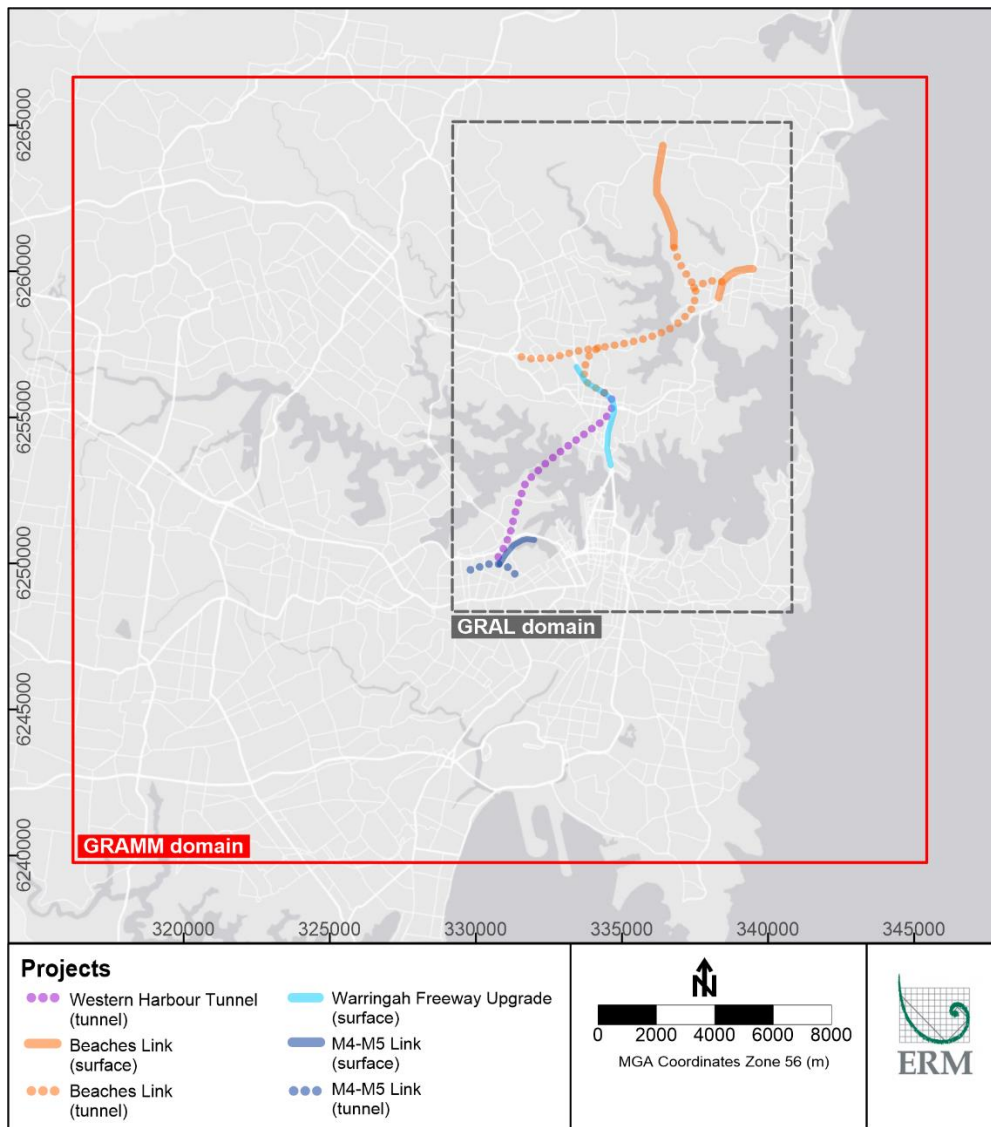 6265000
6260000
6255000
6250000
6245000
6240000
GRAL domain
GRAMM domain
320000
325000
330000
335000
340000
345000
Projects
Western Harbour Tunnel
(tunnel)
Beaches Link
(surface)
Beaches Link
(tunnel)
Warringah Freeway Upgrade
(surface)
M4-M5 Link
(surface)
M4-M5 Link
(tunnel)
N
0 2000 4000 6000 8000
MGA Coordinates Zone 56 (m)
ERM